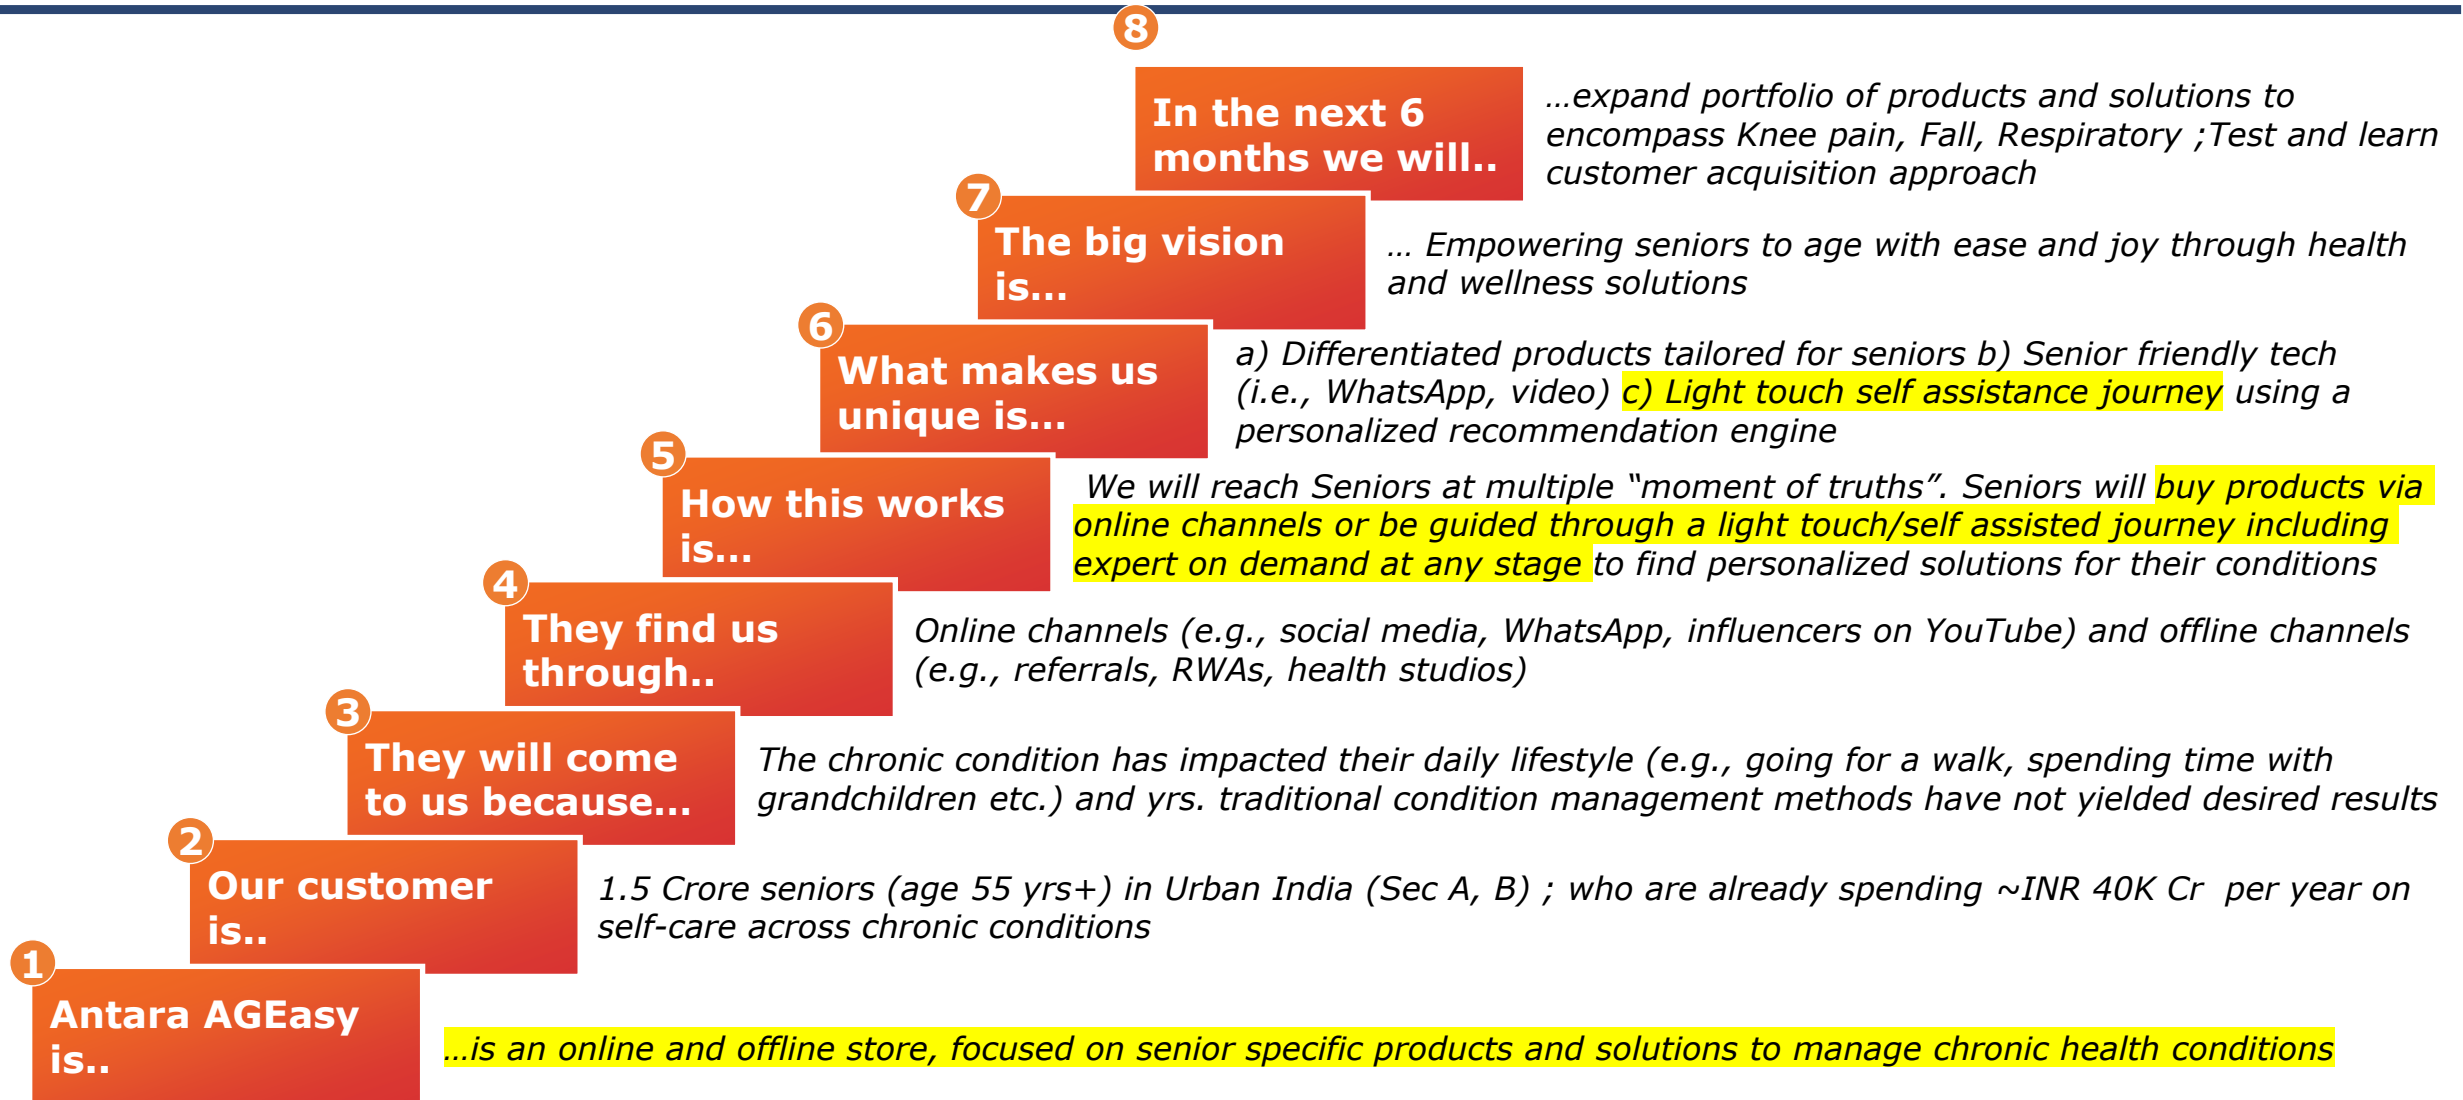 8
In the next 6
months we will..
…expand portfolio of products and solutions to
encompass Knee pain, Fall, Respiratory ;Test and learn
customer acquisition approach
7
The big vision
is…
… Empowering seniors to age with ease and joy through health
and wellness solutions
6
What makes us
unique is…
a) Differentiated products tailored for seniors b) Senior friendly tech
(i.e., WhatsApp, video) c) Light touch self assistance journey using a
personalized recommendation engine
5
How this works
is…
We will reach Seniors at multiple “moment of truths”. Seniors will buy products via
online channels or be guided through a light touch/self assisted journey including
expert on demand at any stage to find personalized solutions for their conditions
4
They find us
through..
Online channels (e.g., social media, WhatsApp, influencers on YouTube) and offline channels
(e.g., referrals, RWAs, health studios)
3
They will come
to us because…
The chronic condition has impacted their daily lifestyle (e.g., going for a walk, spending time with
grandchildren etc.) and yrs. traditional condition management methods have not yielded desired results
2
Our customer
is..
1.5 Crore seniors (age 55 yrs+) in Urban India (Sec A, B) ; who are already spending ~INR 40K Cr per year on
self-care across chronic conditions
1
Antara AGEasy
is..
…is an online and offline store, focused on senior specific products and solutions to manage chronic health conditions